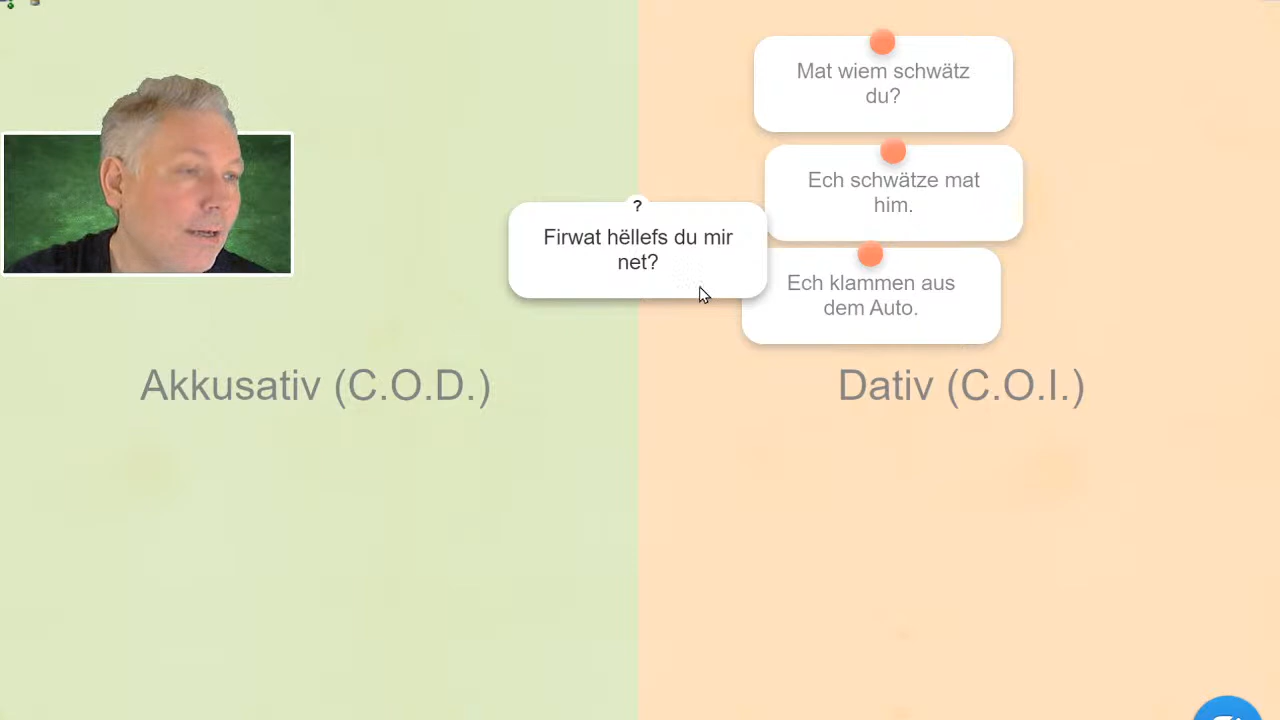 Mat wiem schwätz
du?
Ech schwätze mat
him.
?
Firwat hëllefs du mir
net?
Ech klammen aus
dem Auto.
Akkusativ (C.O.D.)
Dativ (C.O.I.)